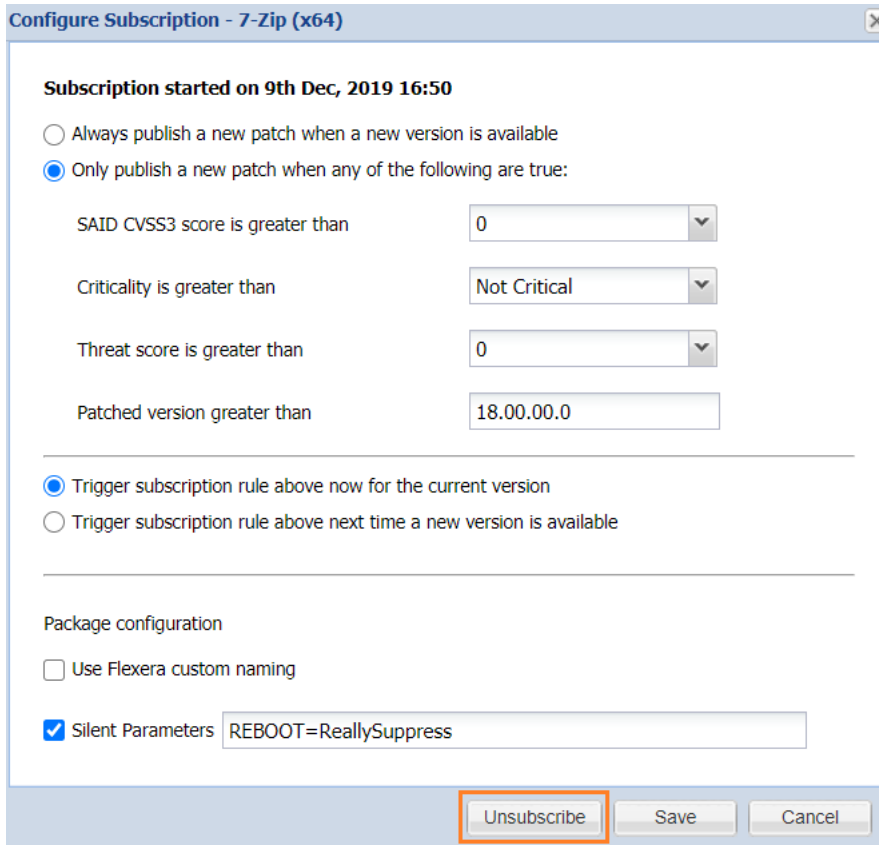 Configure Subscription - 7-Zip (x64)
Subscription started on 9th Dec, 2019 16:50
Always publish a new patch when a new version is available
Only publish a new patch when any of the following are true:
SAID CVSS3 score is greater than 0
Criticality is greater than Not Critical
Threat score is greater than 0
Patched version greater than 18.00.00.0
Trigger subscription rule above now for the current version
Trigger subscription rule above next time a new version is available
Package configuration
Use Flexera custom naming
Silent Parameters REBOOT=ReallySuppress
Unsubscribe Save Cancel